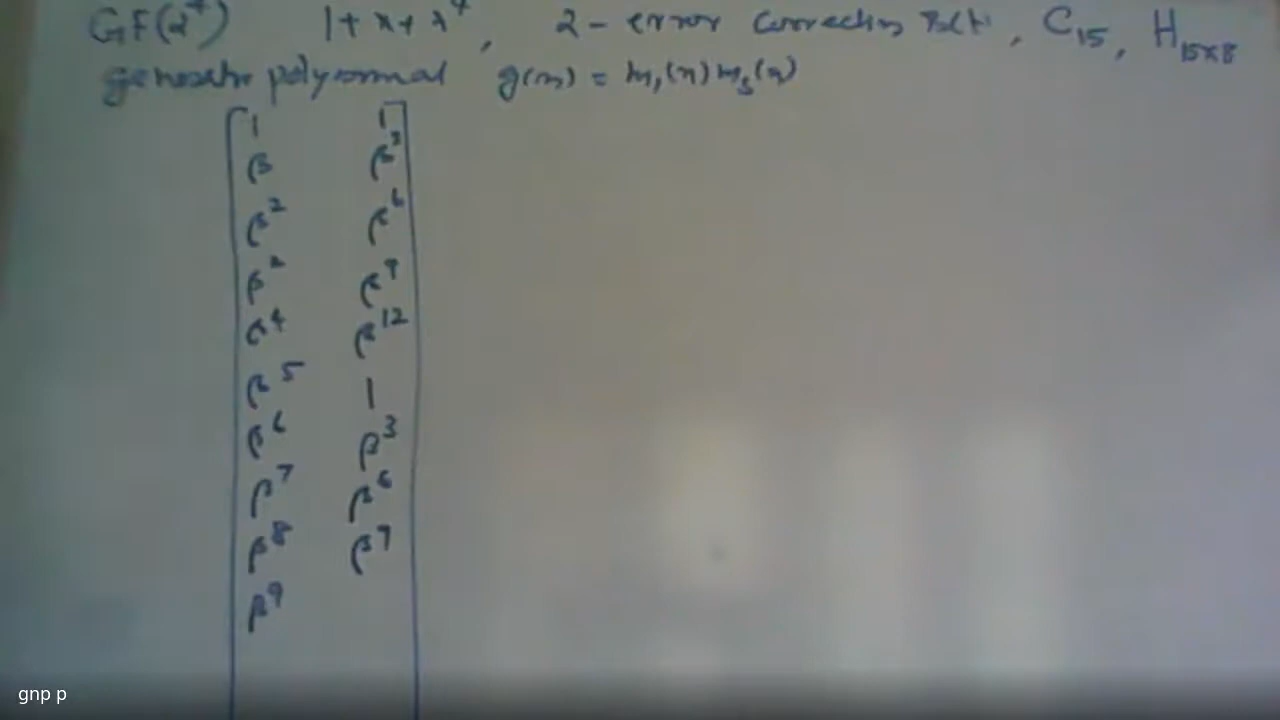 GF(2⁴) 1+x+x⁴, 2-error correcting BCH, C₁₅, H₁₅ₓ₈
generator polynomial g(x) = m₁(x) m₃(x)
1 1
β β³
β² β⁶
β³ β⁹
β⁴ β¹²
β⁵ 1
β⁶ β³
β⁷ β⁶
β⁸ β⁹
β⁹
gnp p